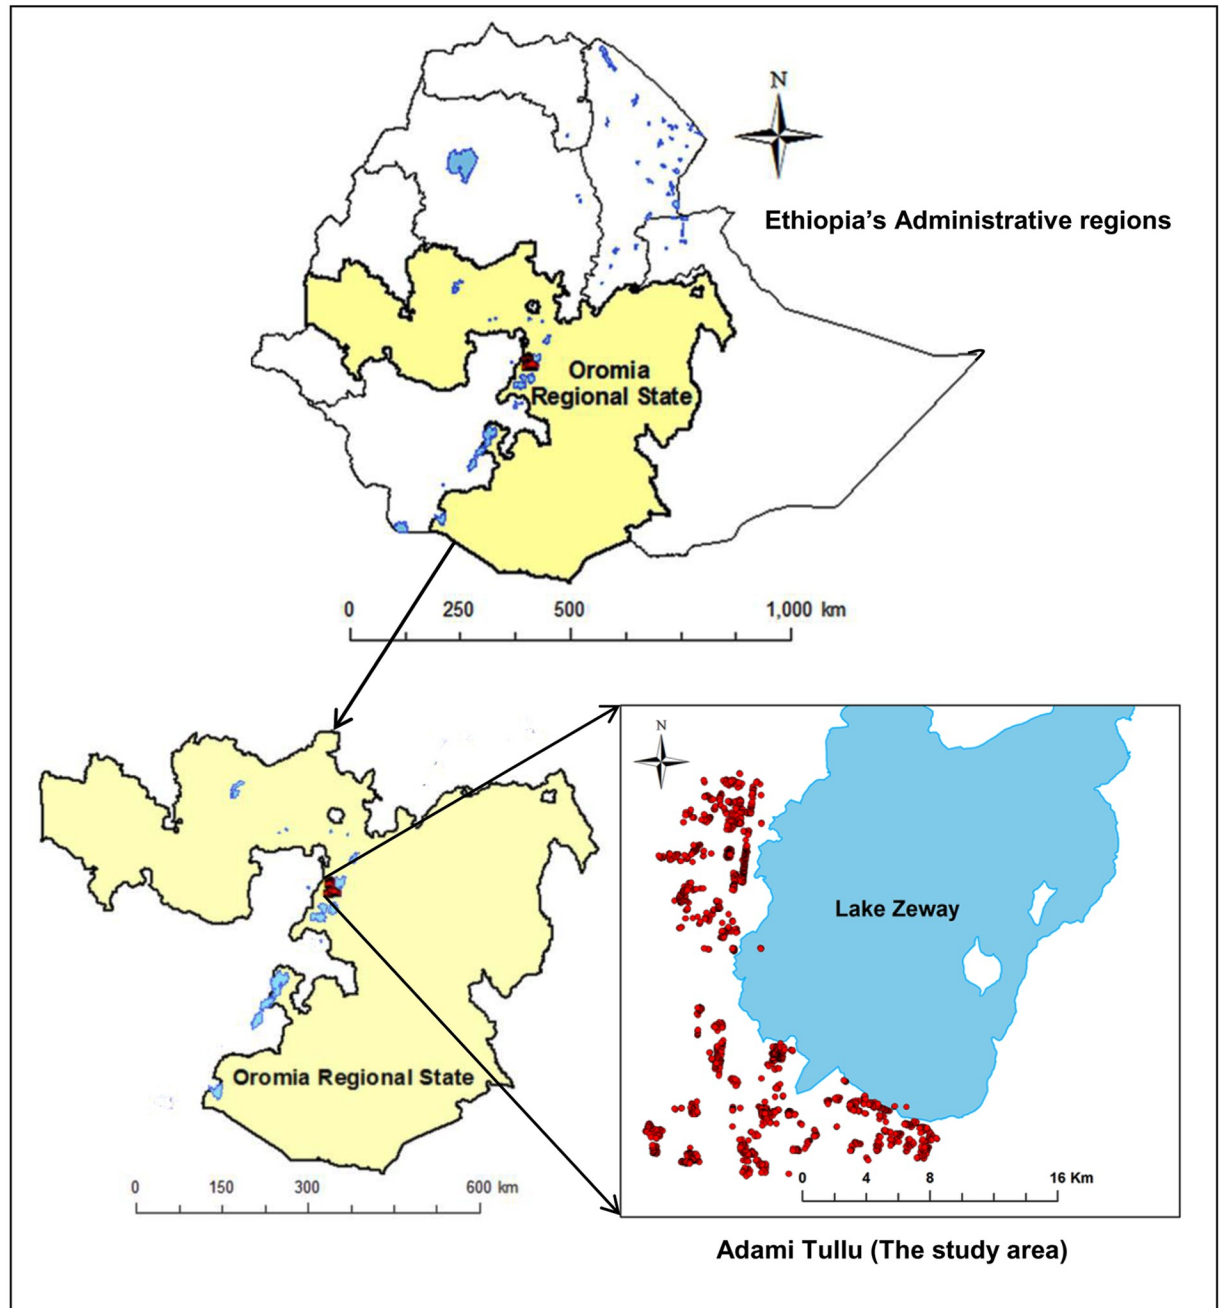 N
Ethiopia’s Administrative regions
Oromia
Regional State
0 250 500 1,000 km
N
Lake Zeway
Oromia Regional State
0 4 8 16 Km
0 150 300 600 km
Adami Tullu (The study area)